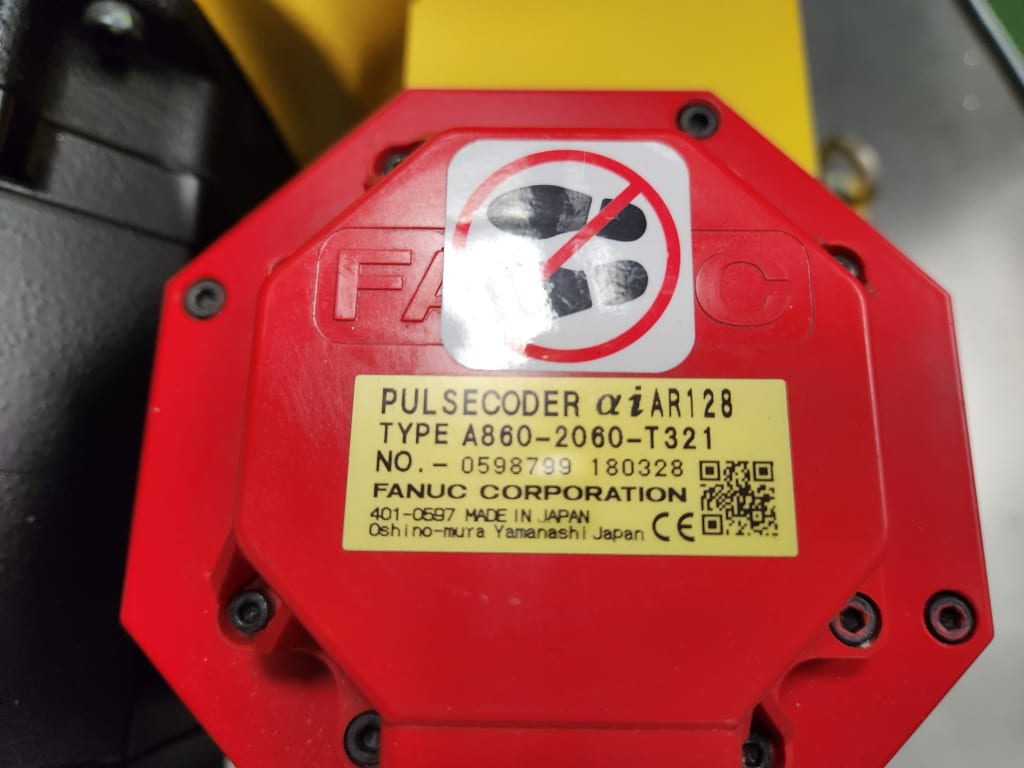 FA C
PULSECODER αiAR128
TYPE A860-2060-T321
NO.- 0598799 180328
FANUC CORPORATION
401-0597 MADE IN JAPAN
Oshino-mura Yamanashi Japan CE